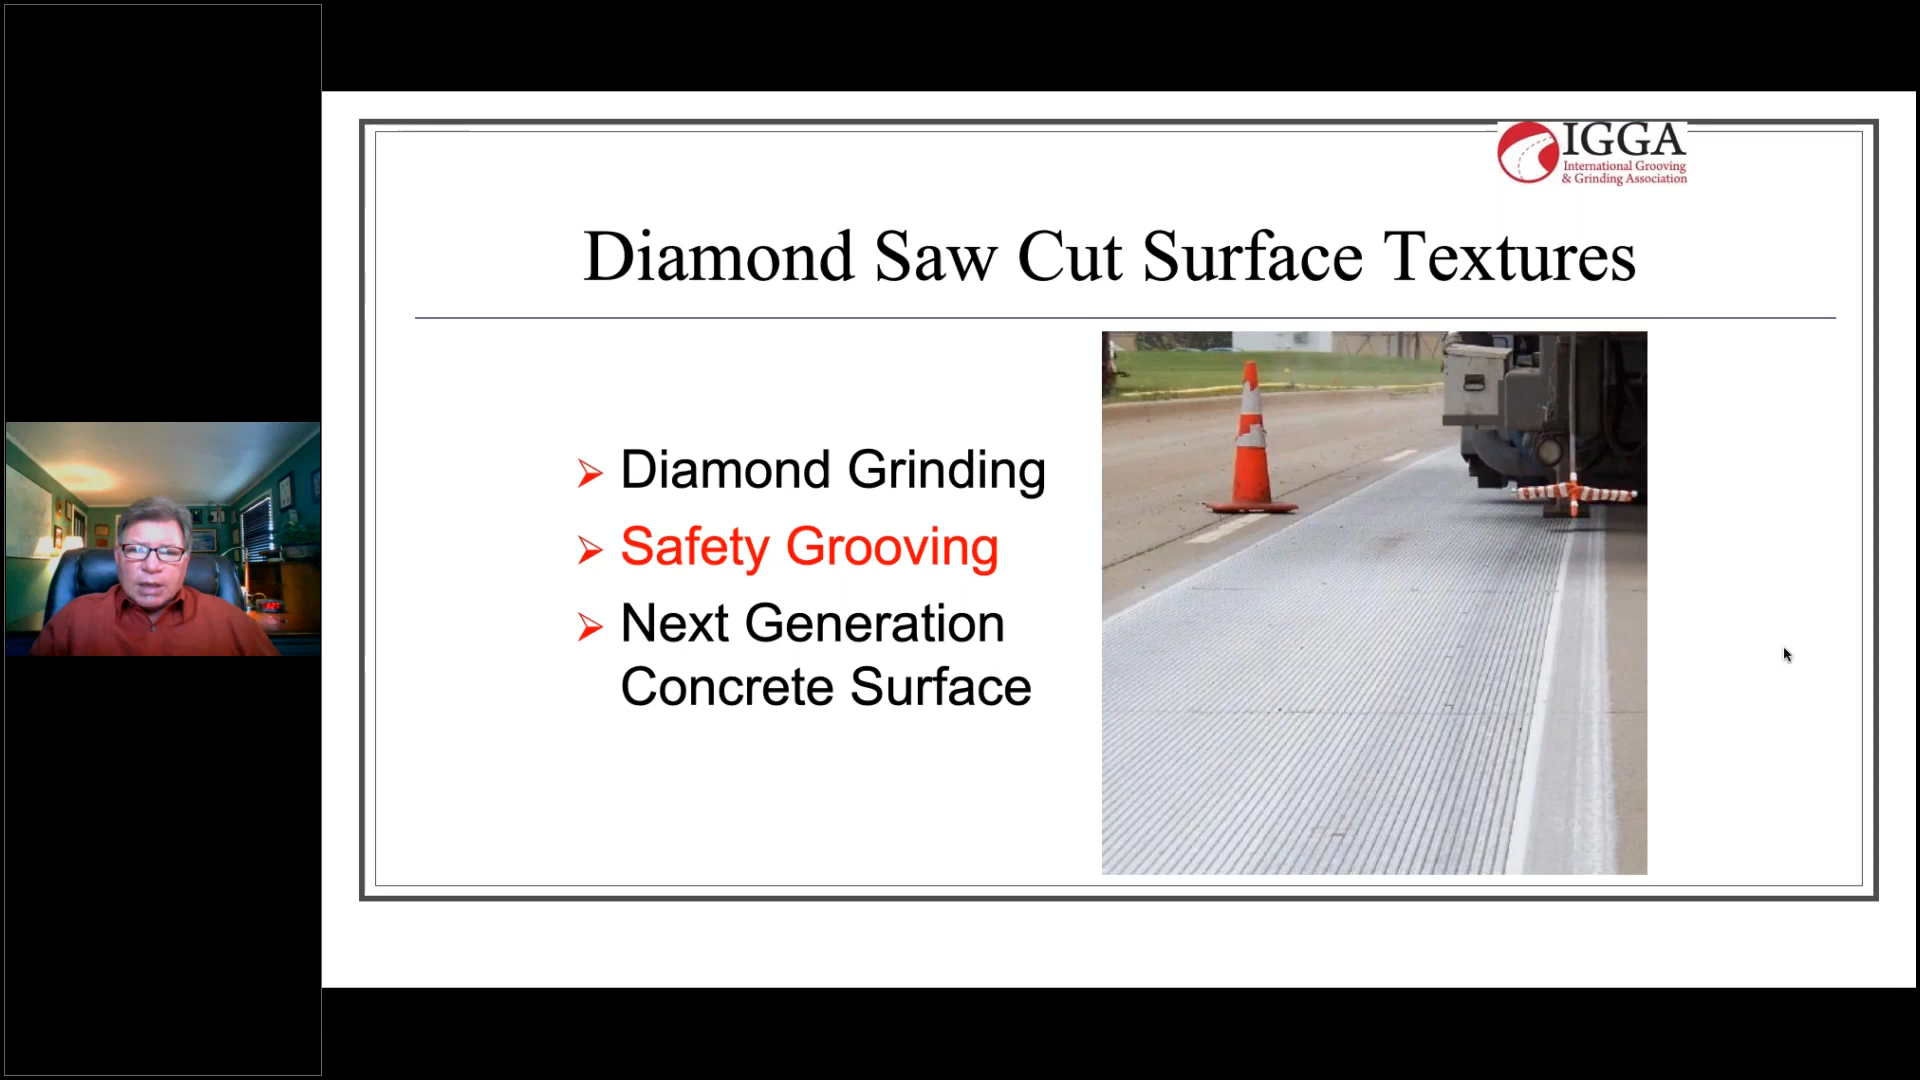 IGGA
International Grooving
& Grinding Association
Diamond Saw Cut Surface Textures
Diamond Grinding
Safety Grooving
Next Generation
Concrete Surface